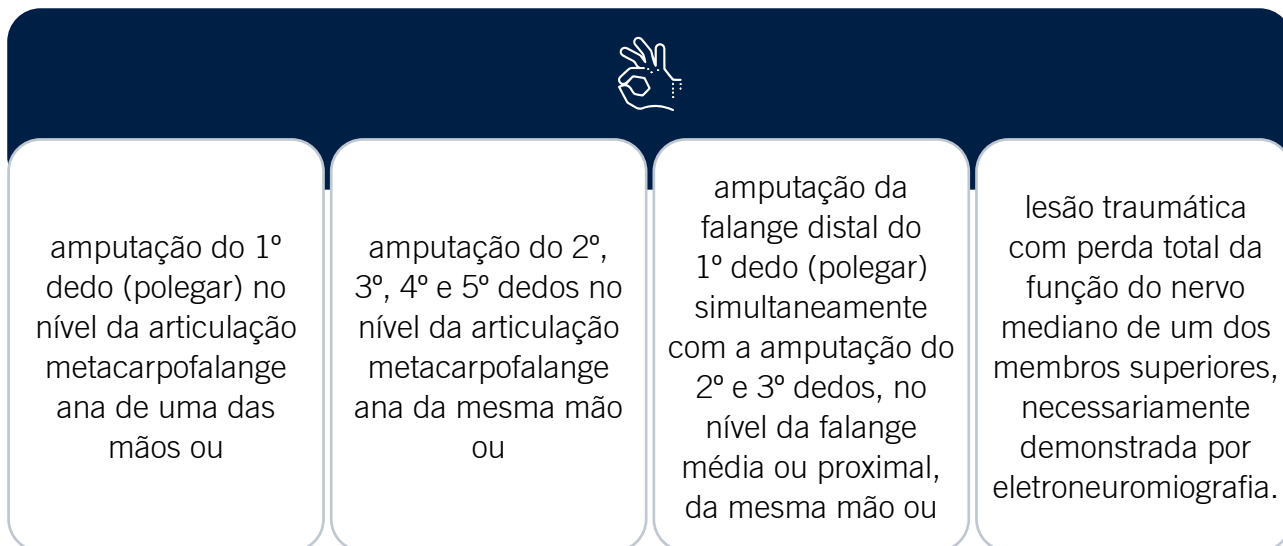 amputação do 1º
dedo (polegar) no
nível da articulação
metacarpofalange
ana de uma das
mãos ou
amputação do 2º,
3º, 4º e 5º dedos no
nível da articulação
metacarpofalange
ana da mesma mão
ou
amputação da
falange distal do
1º dedo (polegar)
simultaneamente
com a amputação do
2º e 3º dedos, no
nível da falange
média ou proximal,
da mesma mão ou
lesão traumática
com perda total da
função do nervo
mediano de um dos
membros superiores,
necessariamente
demonstrada por
eletroneuromiografia.